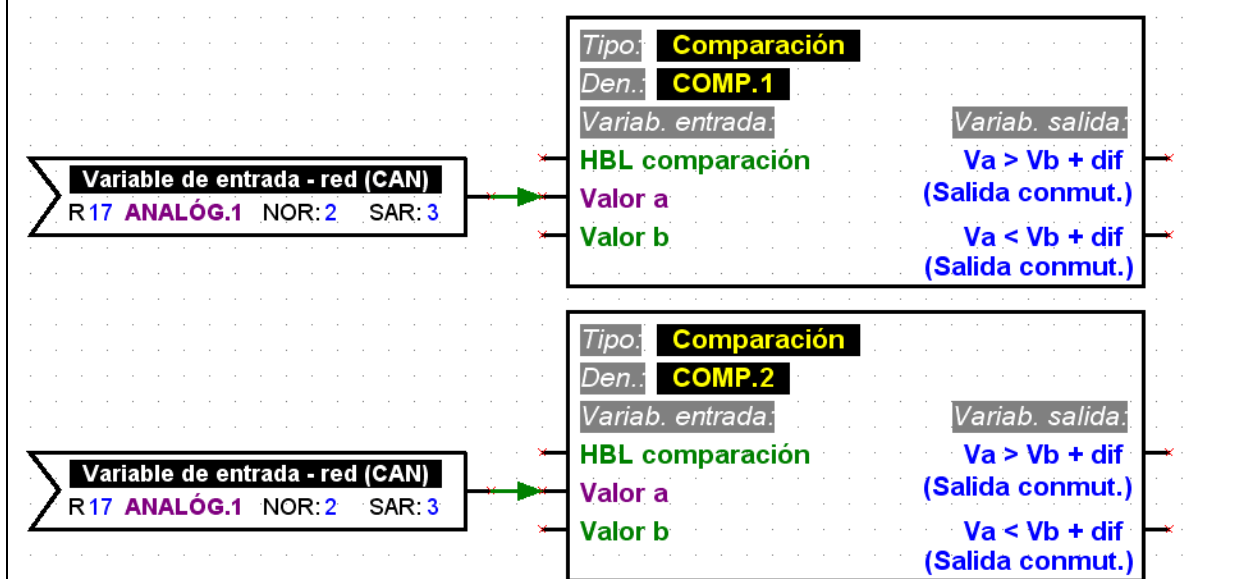 Tipo: Comparación
Den.: COMP.1
Variab. entrada: Variab. salida:
HBL comparación Va > Vb + dif
Variable de entrada - red (CAN)
R 17 ANALÓG.1 NOR: 2 SAR: 3
Valor a (Salida conmut.)
Valor b Va < Vb + dif
(Salida conmut.)
Tipo: Comparación
Den.: COMP.2
Variab. entrada: Variab. salida:
HBL comparación Va > Vb + dif
Variable de entrada - red (CAN)
R 17 ANALÓG.1 NOR: 2 SAR: 3
Valor a (Salida conmut.)
Valor b Va < Vb + dif
(Salida conmut.)